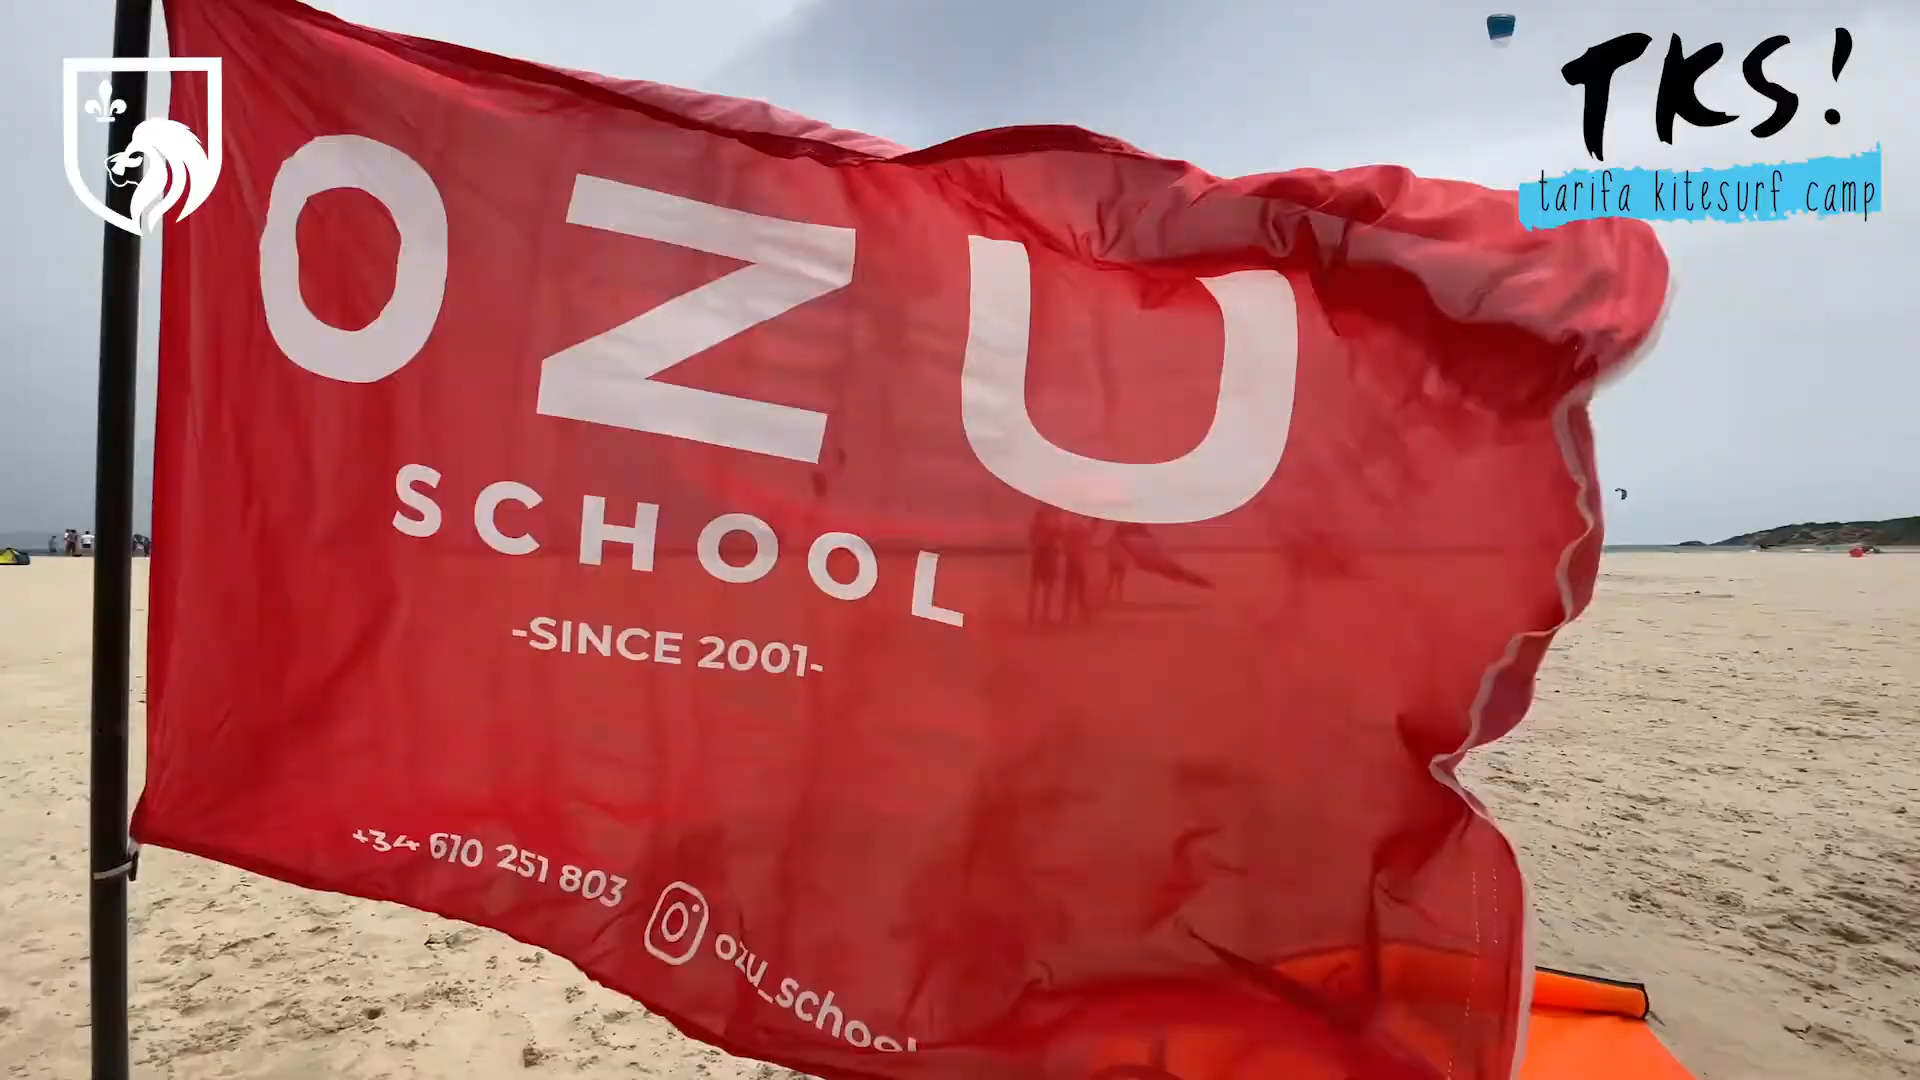 TKS!
tarifa kitesurf camp
OZU
SCHOOL
-SINCE 2001-
+34 610 251 803
ozu_school